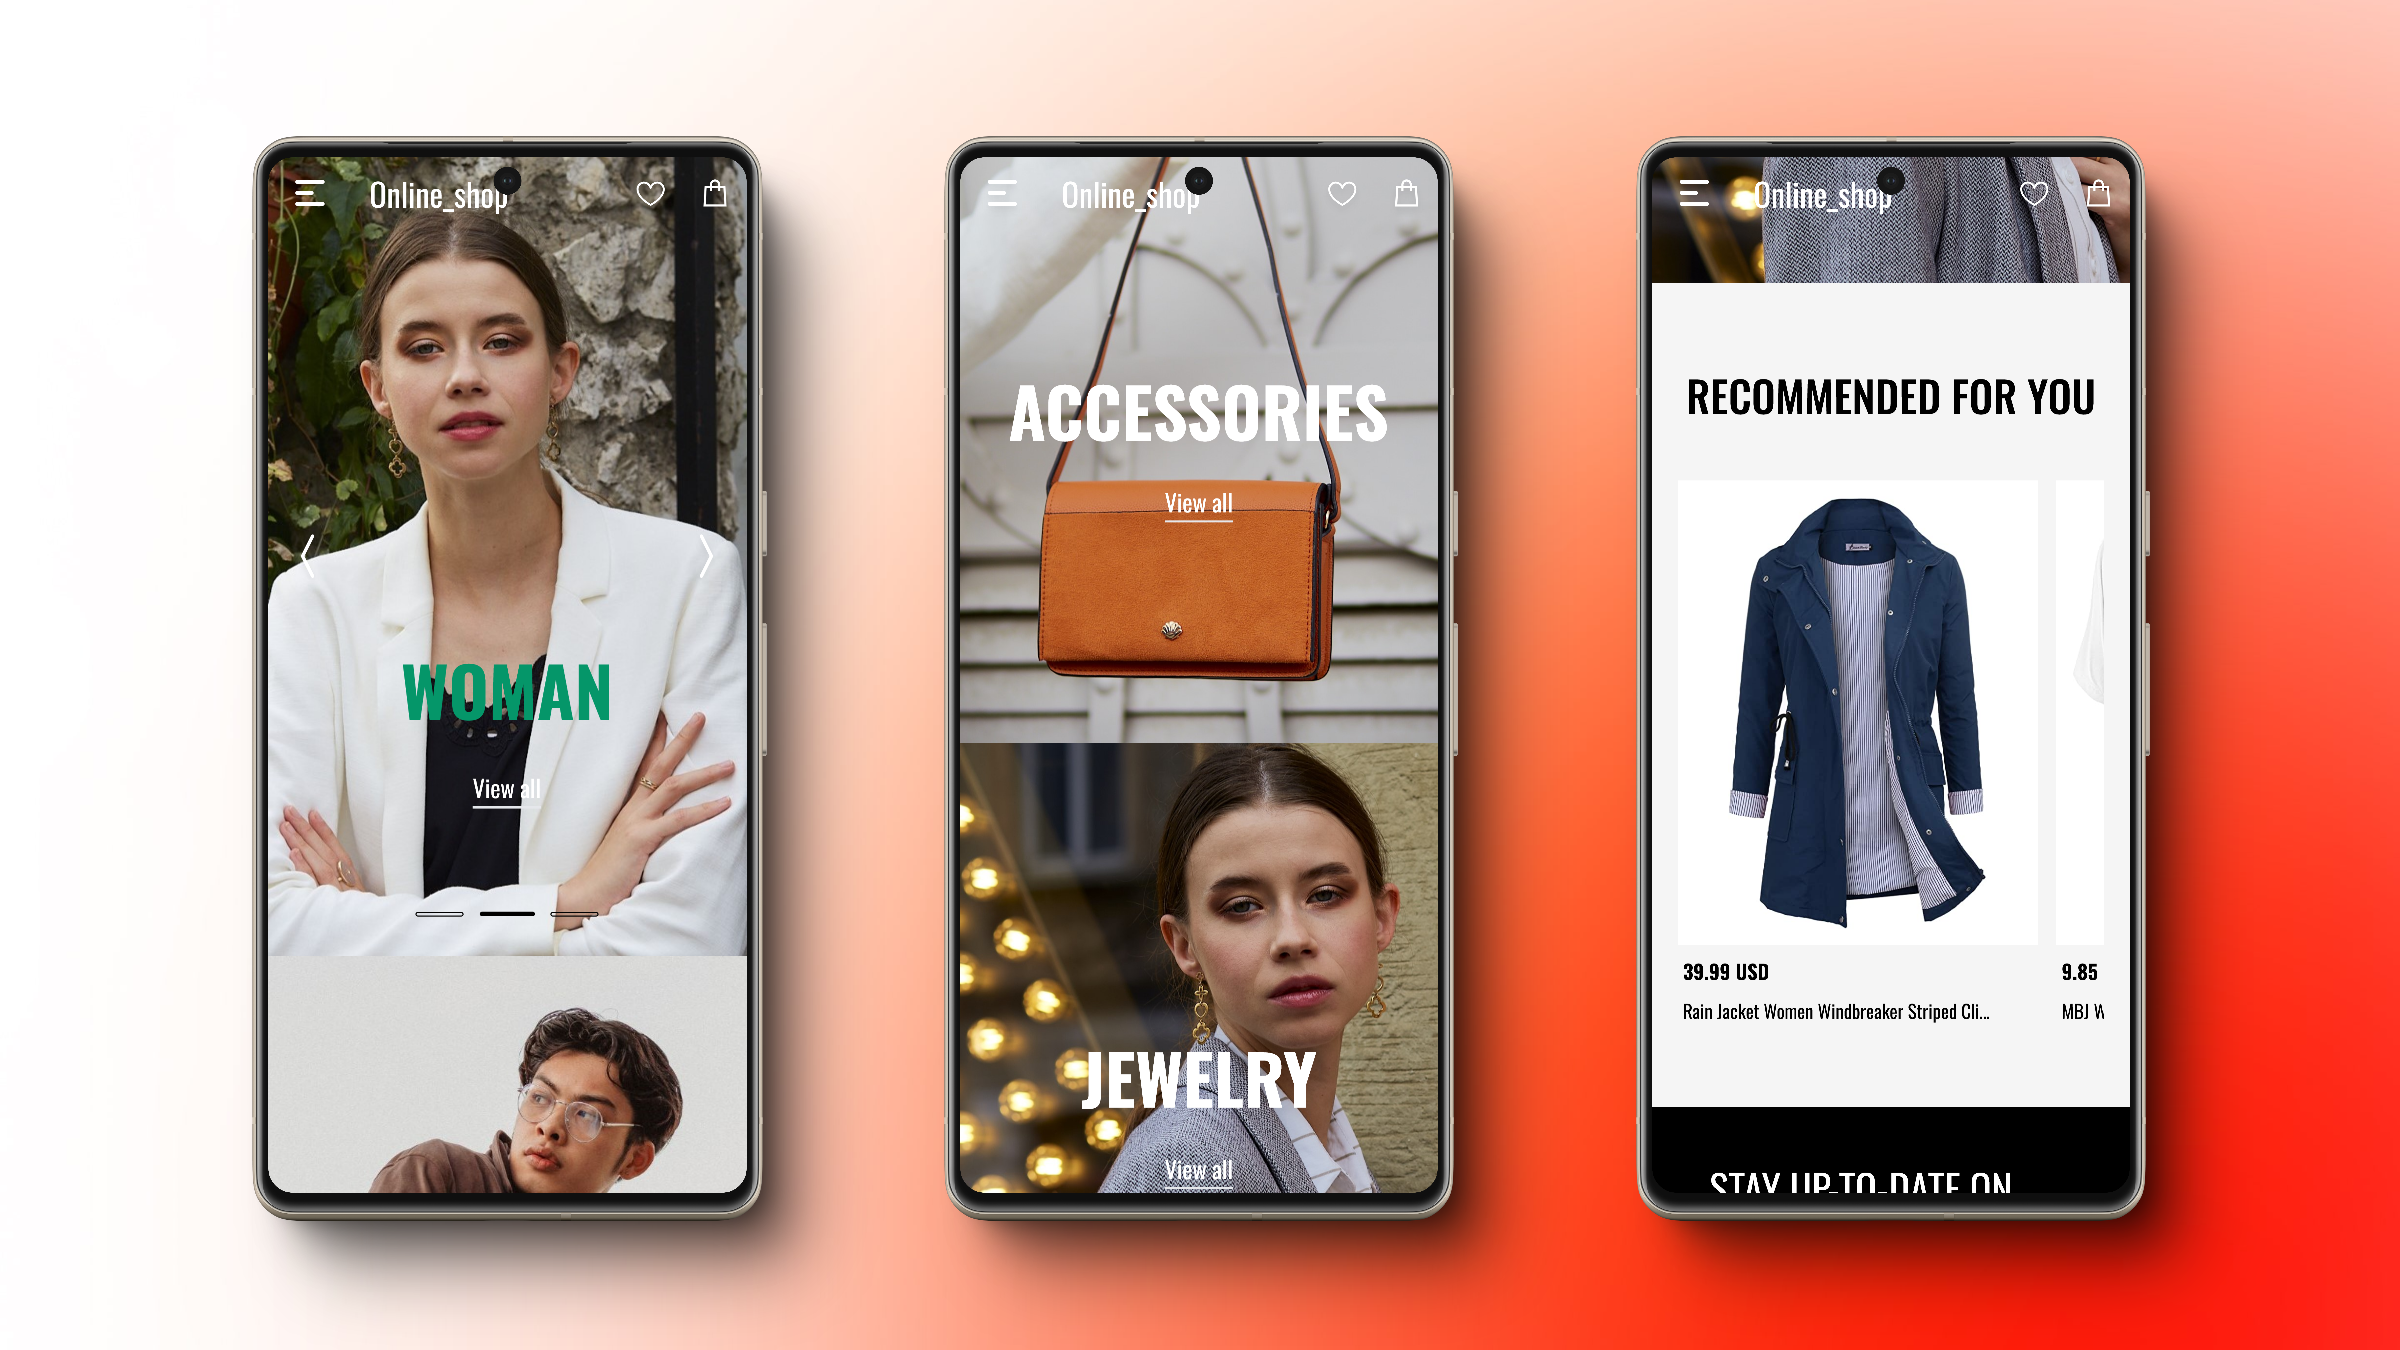 Online_shop
WOMAN
View all
Online_shop
ACCESSORIES
View all
JEWELRY
View all
Online_shop
RECOMMENDED FOR YOU
39.99 USD
Rain Jacket Women Windbreaker Striped Cli...
9.85
MBJ W
STAY UP-TO-DATE ON